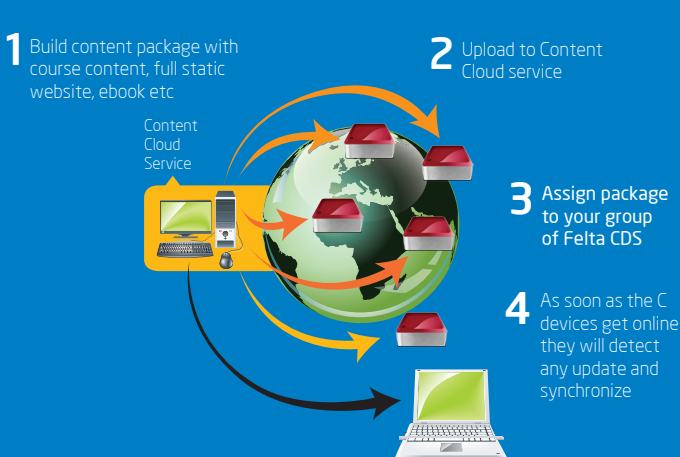 1 Build content package with
course content, full static
website, ebook etc
2 Upload to Content
Cloud service
Content
Cloud
Service
3 Assign package
to your group
of Felta CDS
4 As soon as the C
devices get online
they will detect
any update and
synchronize